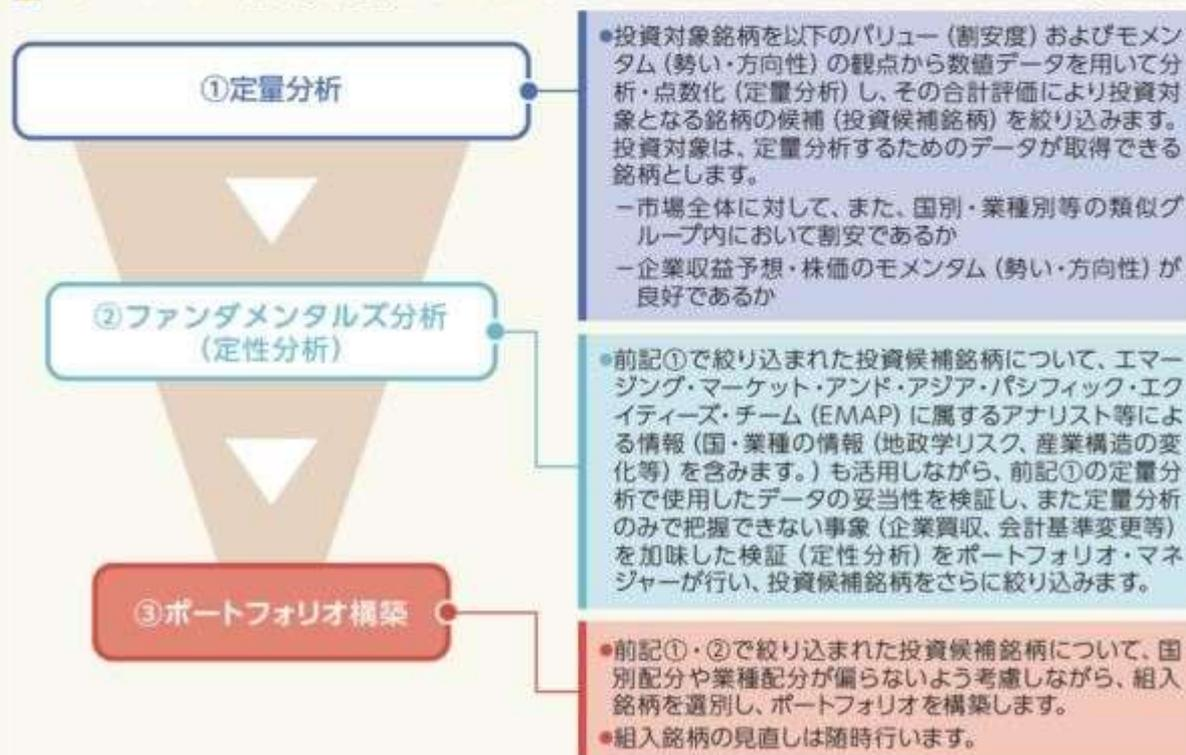 ①定量分析
●投資対象銘柄を以下のバリュー（割安度）およびモメン
タム（勢い・方向性）の観点から数値データを用いて分
析・点数化（定量分析）し、その合計評価により投資対
象となる銘柄の候補（投資候補銘柄）を絞り込みます。
投資対象は、定量分析するためのデータが取得できる
銘柄とします。
－市場全体に対して、また、国別・業種別等の類似グ
ループ内において割安であるか
－企業収益予想・株価のモメンタム（勢い・方向性）が
良好であるか
②ファンダメンタルズ分析
（定性分析）
●前記①で絞り込まれた投資候補銘柄について、エマー
ジング・マーケット・アンド・アジア・パシフィック・エク
イティーズ・チーム（EMAP）に属するアナリスト等によ
る情報（国・業種の情報（地政学リスク、産業構造の変
化等）を含みます。）も活用しながら、前記①の定量分
析で使用したデータの妥当性を検証し、また定量分析
のみで把握できない事象（企業買収、会計基準変更等）
を加味した検証（定性分析）をポートフォリオ・マネ
ジャーが行い、投資候補銘柄をさらに絞り込みます。
③ポートフォリオ構築
●前記①・②で絞り込まれた投資候補銘柄について、国
別配分や業種配分が偏らないよう考慮しながら、組入
銘柄を選別し、ポートフォリオを構築します。
●組入銘柄の見直しは随時行います。